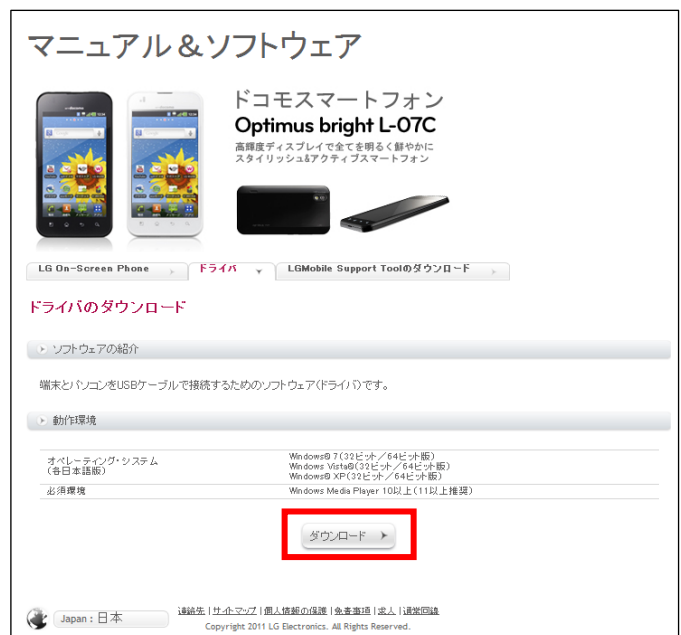 マニュアル&ソフトウェア
ドコモスマートフォン
Optimus bright L-07C
高輝度ディスプレイで全てを明るく鮮やかに
スタイリッシュ&アクティブスマートフォン
LG On-Screen Phone
ドライバ
LGMobile Support Toolのダウンロード
ドライバのダウンロード
ソフトウェアの紹介
端末とパソコンをUSBケーブルで接続するためのソフトウェア(ドライバ)です。
動作環境
オペレーティング・システム
(各日本語版)
Windows® 7(32ビット/64ビット版)
Windows Vista®(32ビット/64ビット版)
Windows® XP(32ビット/64ビット版)
必須環境
Windows Media Player 10以上(11以上推奨)
ダウンロード
Japan : 日本
連絡先 | サイトマップ | 個人情報の保護 | 免責事項 | 求人 | 通常回線
Copyright 2011 LG Electronics. All Rights Reserved.